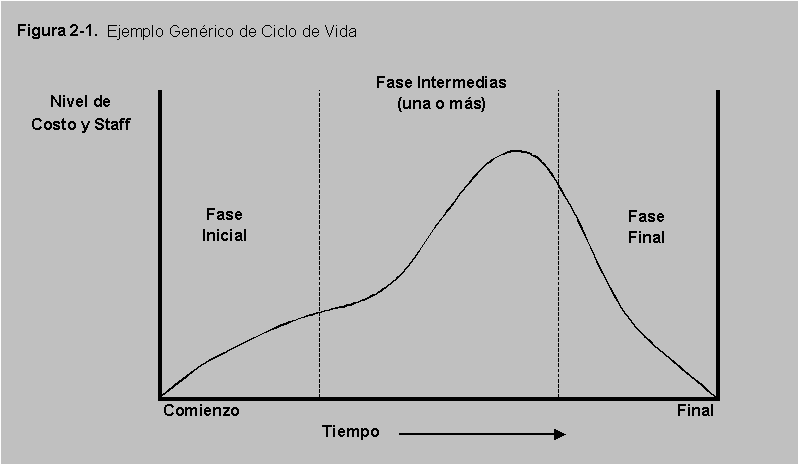 Figura 2-1. Ejemplo Genérico de Ciclo de Vida
Fase Intermedias
(una o más)
Nivel de
Costo y Staff
Fase
Inicial
Fase
Final
Comienzo
Final
Tiempo